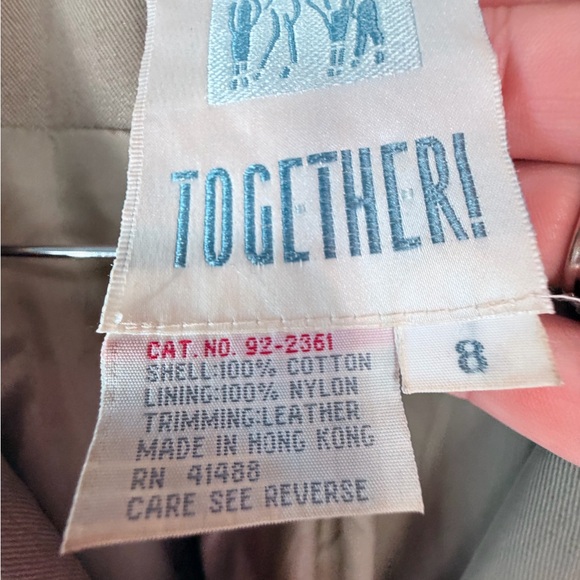 TOGETHER!
CAT. NO. 92-2361
SHELL:100% COTTON
LINING:100% NYLON
TRIMMING:LEATHER
MADE IN HONG KONG
RN 41488
CARE SEE REVERSE
8